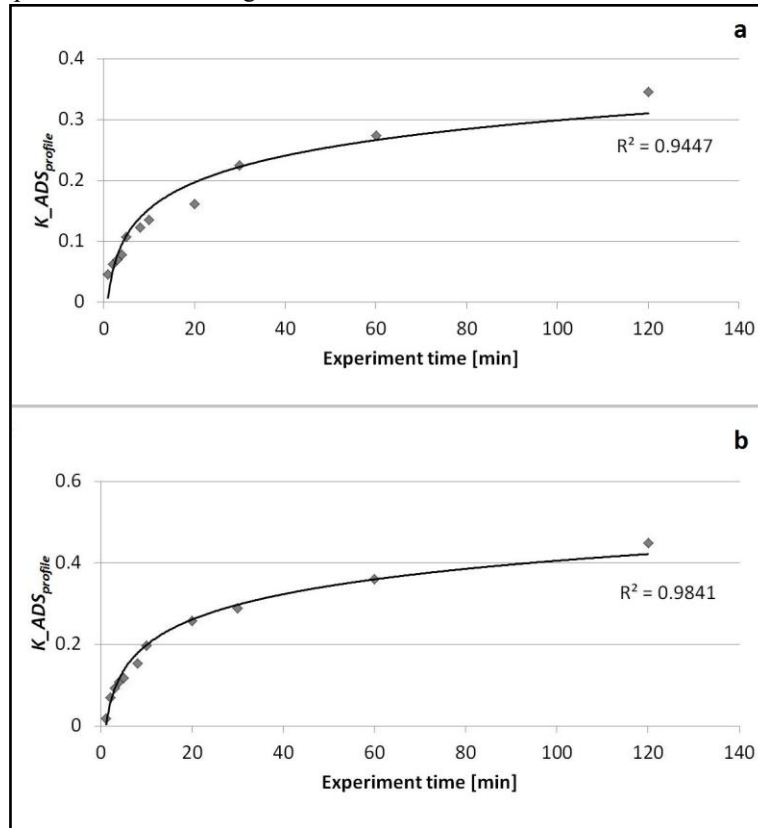 a
0.4
0.3
0.2
0.1
0
K_ADSprofile
R² = 0.9447
0 20 40 60 80 100 120 140
Experiment time [min]
b
0.6
0.4
0.2
0
K_ADSprofile
R² = 0.9841
0 20 40 60 80 100 120 140
Experiment time [min]